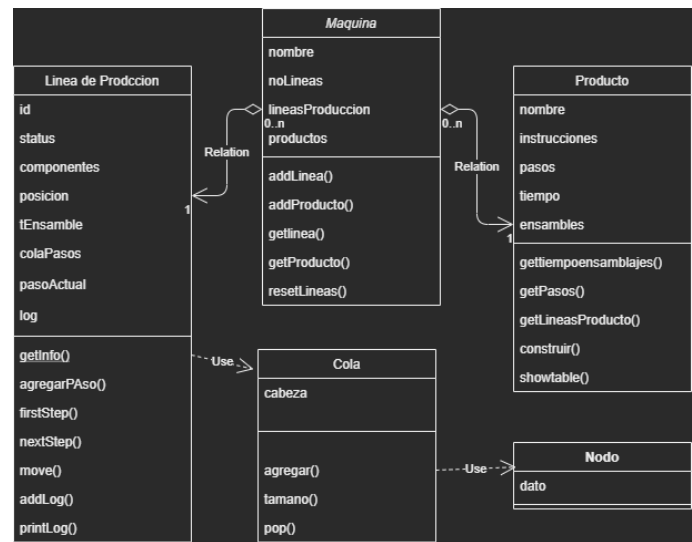 Maquina
nombre
noLineas
lineasProduccion
0..n
0..n
productos
addLinea()
addProducto()
getlinea()
getProducto()
resetLineas()
Linea de Prodccion
id
status
componentes
posicion
tEnsamble
colaPasos
pasoActual
log
getInfo()
agregarPAso()
firstStep()
nextStep()
move()
addLog()
printLog()
Relation
1
Relation
1
Producto
nombre
instrucciones
pasos
tiempo
ensambles
gettiempoensamblajes()
getPasos()
getLineasProducto()
construir()
showtable()
Use
Cola
cabeza
agregar()
tamano()
pop()
Use
Nodo
dato